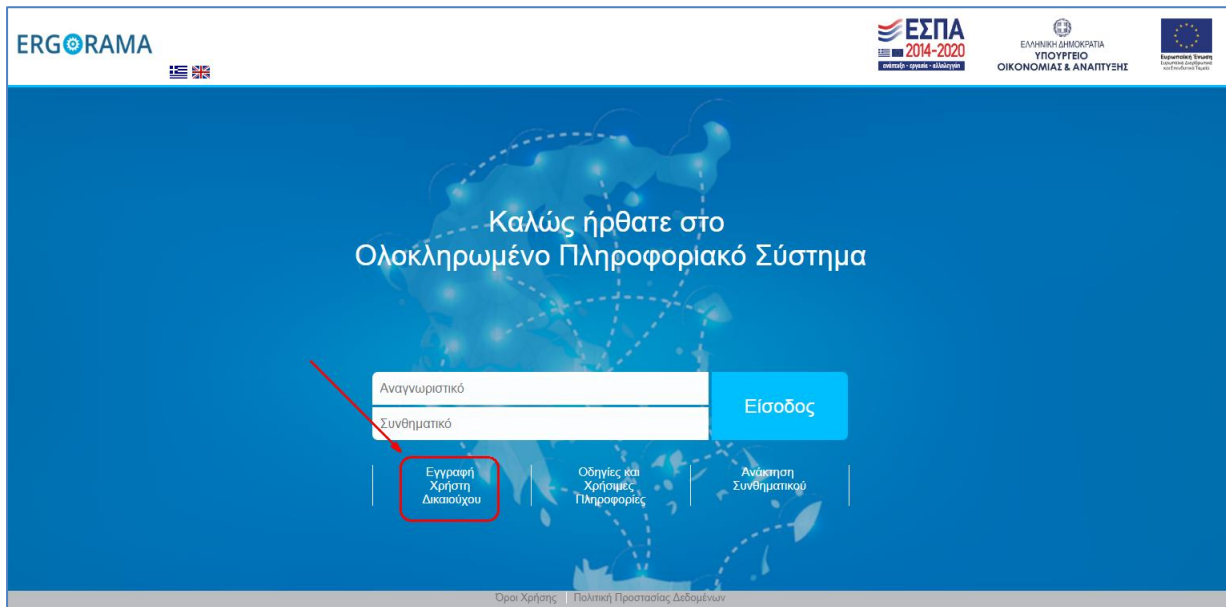 ERGORAMA
ΕΣΠΑ
2014-2020
ανάπτυξη - εργασία - αλληλεγγύη
ΕΛΛΗΝΙΚΗ ΔΗΜΟΚΡΑΤΙΑ
ΥΠΟΥΡΓΕΙΟ
ΟΙΚΟΝΟΜΙΑΣ & ΑΝΑΠΤΥΞΗΣ
Ευρωπαϊκή Ένωση
Καλώς ήρθατε στο
Ολοκληρωμένο Πληροφοριακό Σύστημα
Αναγνωριστικό
Συνθηματικό
Είσοδος
Εγγραφή
Χρήστη
Δικαιούχου
Οδηγίες και
Χρήσιμες
Πληροφορίες
Ανάκτηση
Συνθηματικού
Όροι Χρήσης
Πολιτική Προστασίας Δεδομένων